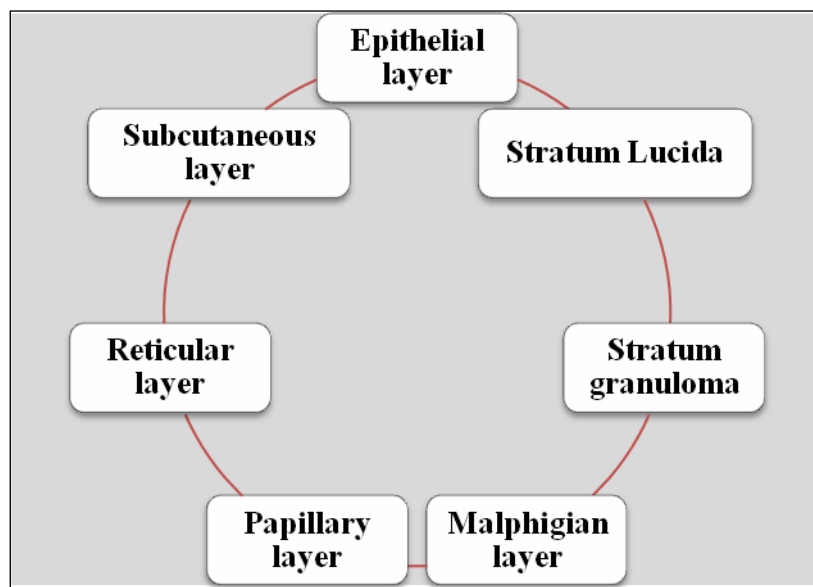 Epithelial
layer
Stratum Lucida
Stratum
granuloma
Malphigian
layer
Papillary
layer
Reticular
layer
Subcutaneous
layer